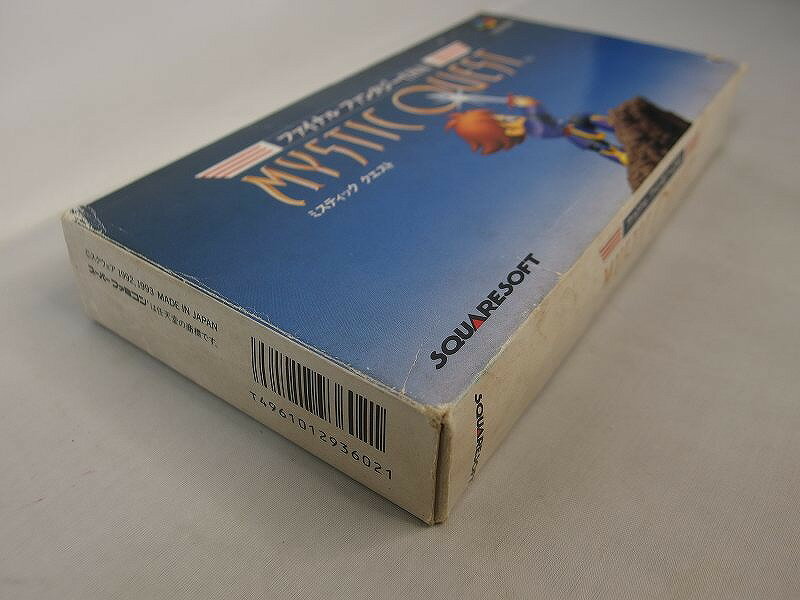 ファイナルファンタジーUSA
MYSTIC QUEST
ミスティック クエスト
SQUARESOFT
©スクウェア 1992,1993 MADE IN JAPAN
スーパーファミコン は任天堂の商標です。
T4961012936021
MYSTIC QUEST
SQUARESOFT